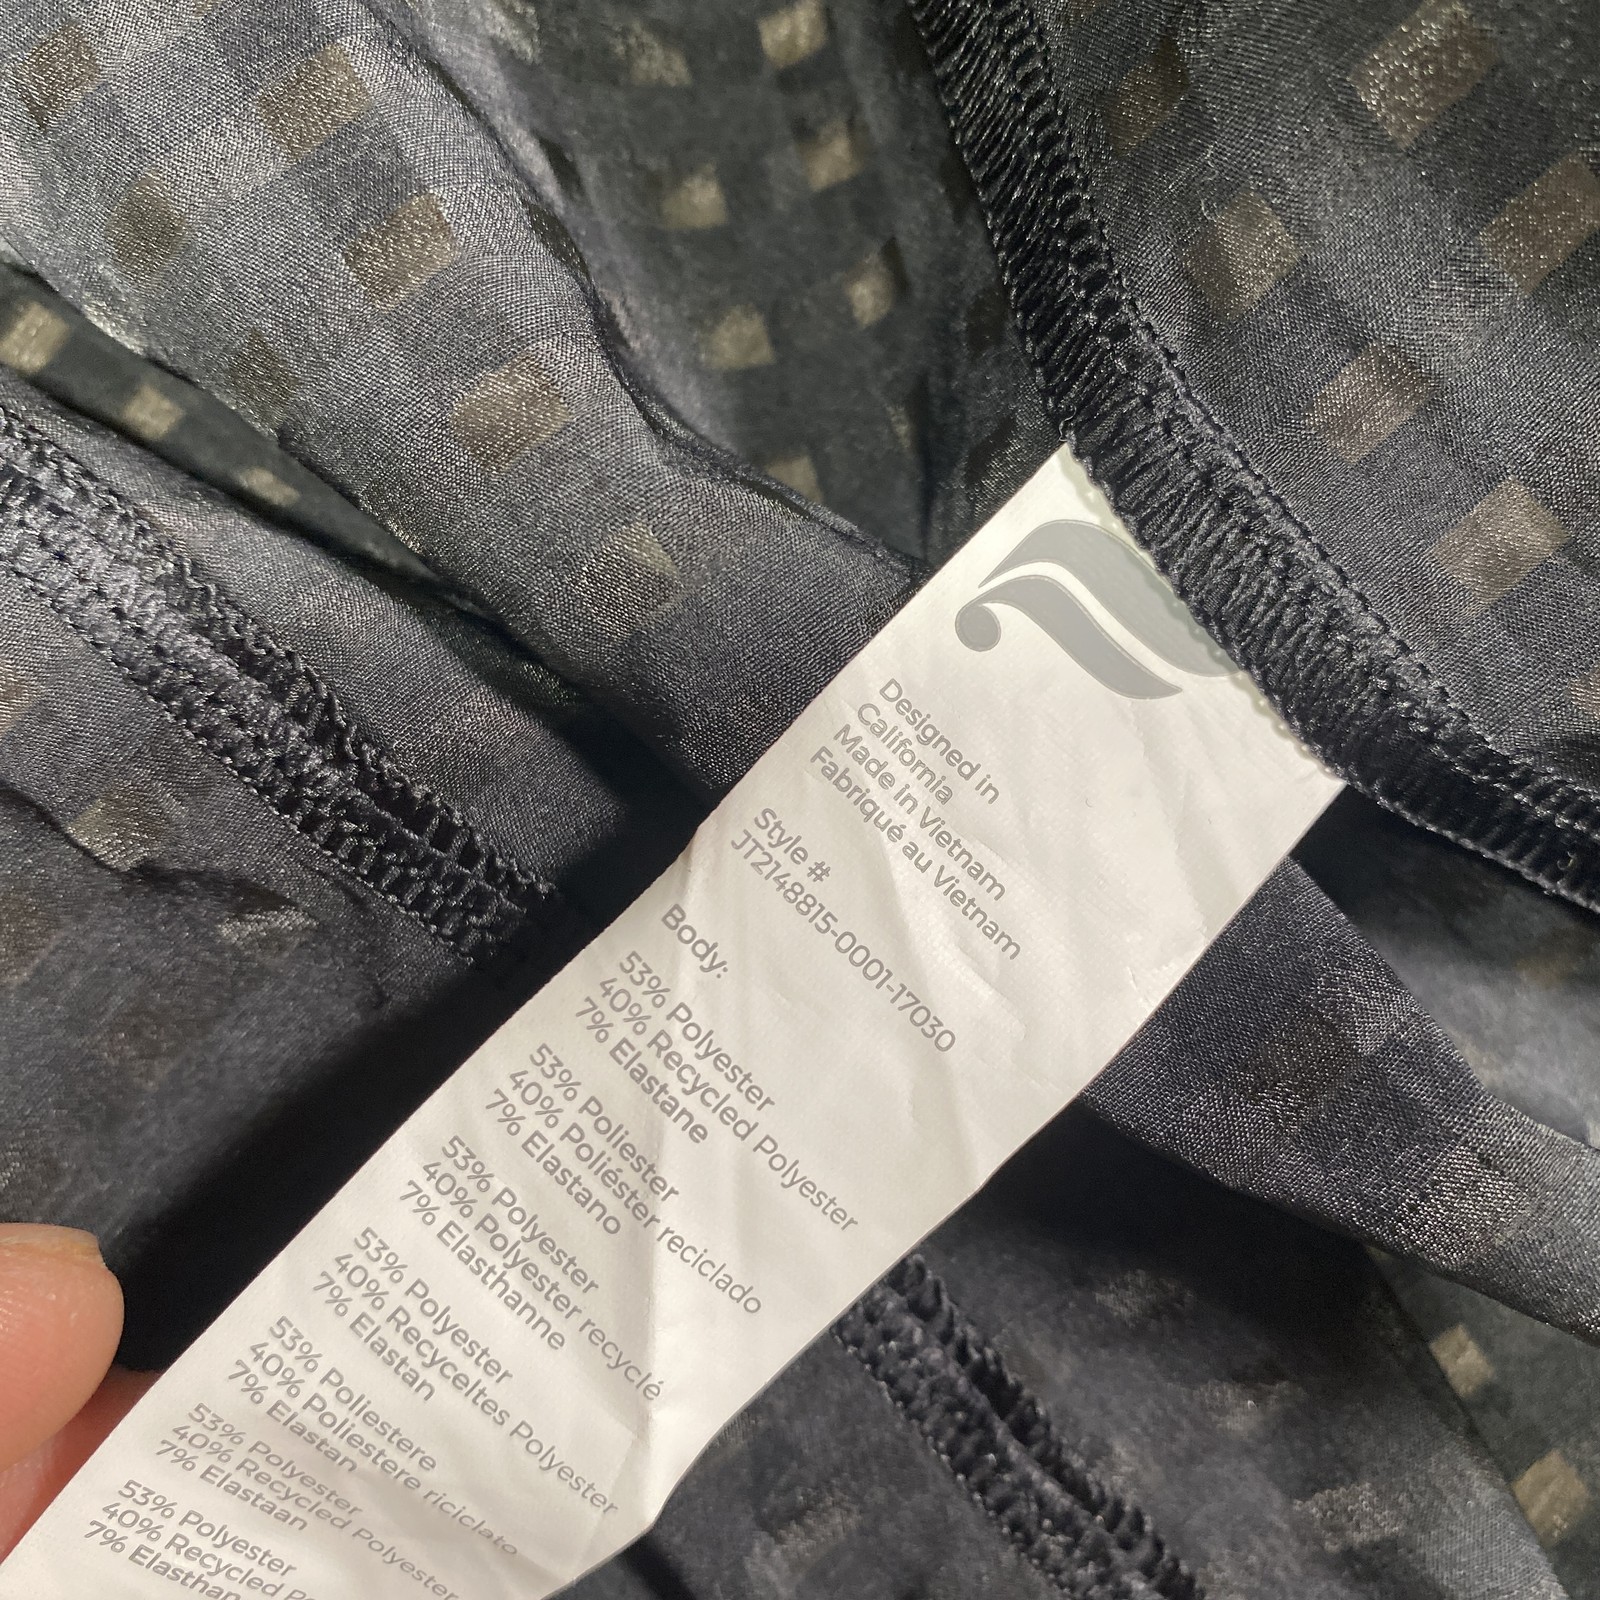 Designed in
California
Made in Vietnam
Fabriqué au Vietnam
Style #
JT2148815-0001-17030
Body:
53% Polyester
40% Recycled Polyester
7% Elastane
53% Poliester
40% Poliéster reciclado
7% Elastano
53% Polyester
40% Polyester recyclé
7% Elasthanne
53% Polyester
40% Recyceltes Polyester
7% Elastan
53% Poliestere
40% Poliestere riciclato
7% Elastan
53% Polyester
40% Recycled Polyester
7% Elastaan
53% Polyester
40% Recycled
7% Elasthan